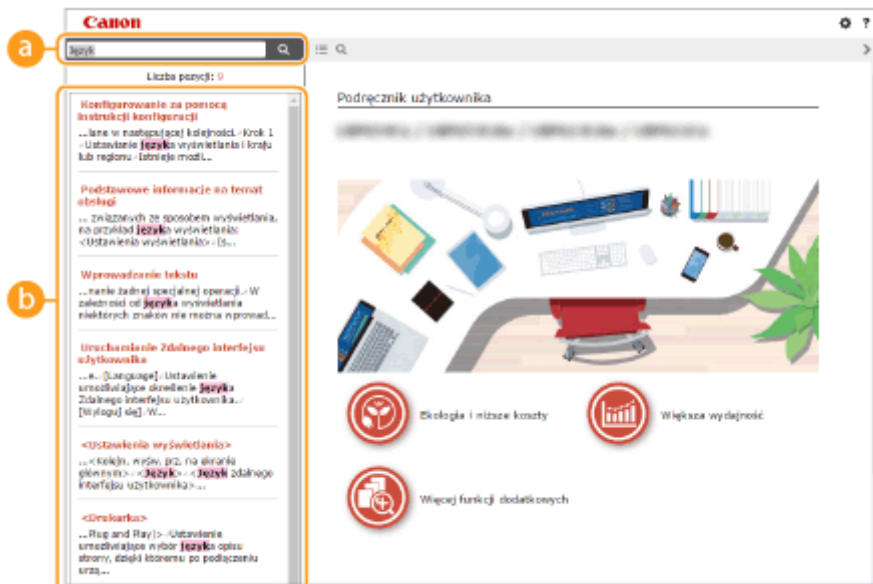 Canon
?
a
język
Liczba pozycji: 9
b
Konfigurowanie za pomocą
instrukcji konfiguracji
...lane w następującej kolejności.-Krok 1
-Ustawianie języka wyświetlania i kraju
lub regionu-Istnieje możli...
Podstawowe informacje na temat
obsługi
... związanych ze sposobem wyświetlania,
na przykład języka wyświetlania:
<Ustawienia wyświetlania>-[s...
Wprowadzanie tekstu
...nanie żadnej specjalnej operacji.-W
zależności od języka wyświetlania
niektórych znaków nie można wprowad...
Uruchamianie Zdalnego interfejsu
użytkownika
...e.-[Language]-Ustawienie
umożliwiające określenie języka
Zdalnego interfejsu użytkownika.-
[Wyloguj się]-W...
<Ustawienia wyświetlania>
...<Kolejn. wyśw. prz. na ekranie
głównym>-<Język>-<Język zdalnego
interfejsu użytkownika>...
<Drukarka>
...Plug and Play)>-Ustawienie
umożliwiające wybór języka opisu
strony, dzięki któremu po podłączeniu
urzą...
Podręcznik użytkownika
Ekologia i niższe koszty
Większa wydajność
Więcej funkcji dodatkowych